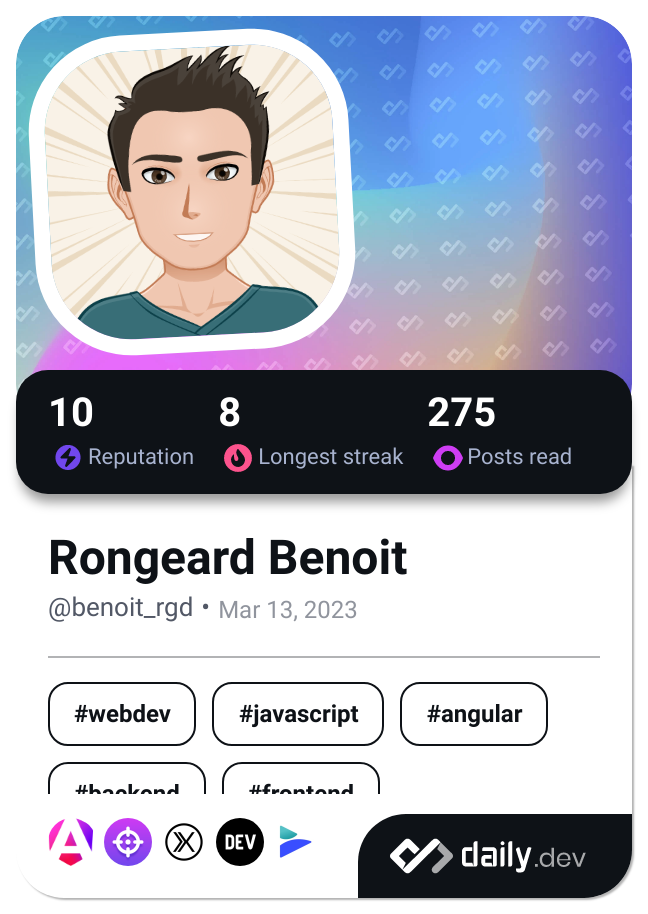 10 8 275
Reputation Longest streak Posts read
Rongeard Benoit
@benoit_rgd • Mar 13, 2023
#webdev #javascript #angular
#backend #frontend
DEV
daily.dev